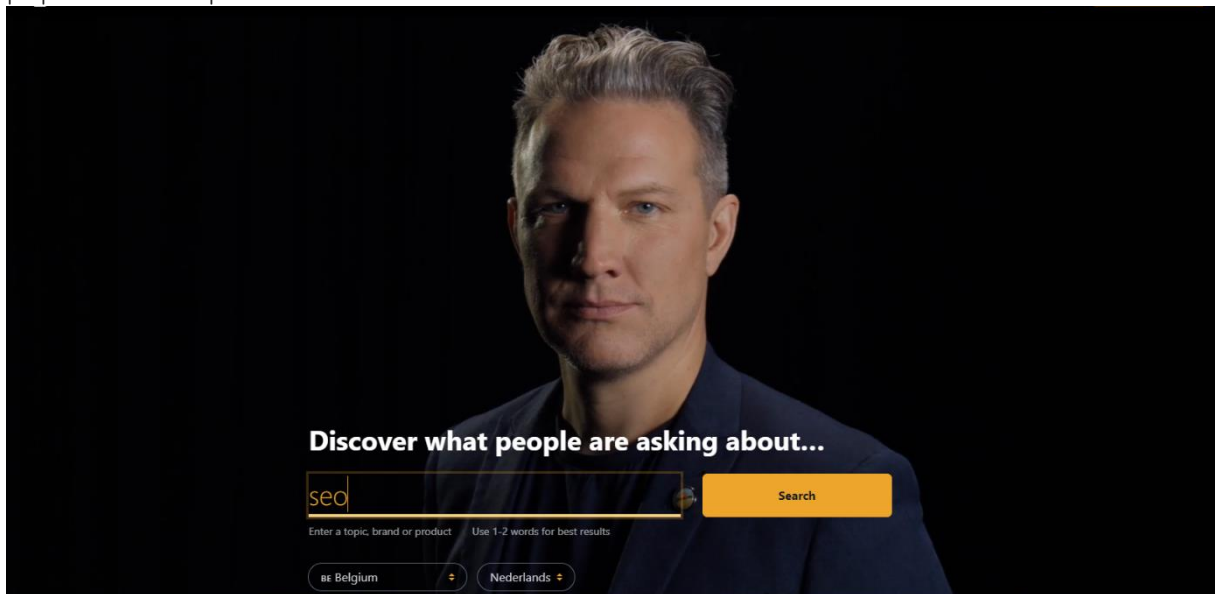 Discover what people are asking about...
seo
Search
Enter a topic, brand or product Use 1-2 words for best results
BE Belgium
Nederlands